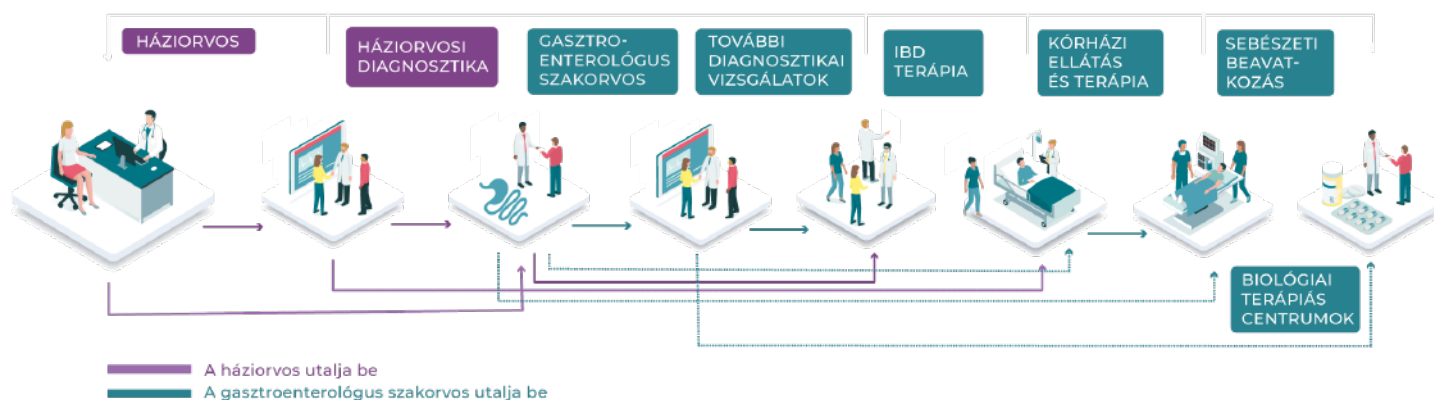 HÁZIORVOS
HÁZIORVOSI
DIAGNOSZTIKA
GASZTRO-
ENTEROLÓGUS
SZAKORVOS
TOVÁBBI
DIAGNOSZTIKAI
VIZSGÁLATOK
IBD
TERÁPIA
KÓRHÁZI
ELLÁTÁS
ÉS TERÁPIA
SEBÉSZETI
BEAVAT-
KOZÁS
BIOLÓGIAI
TERÁPIÁS
CENTRUMOK
A háziorvos utalja be
A gasztroenterológus szakorvos utalja be